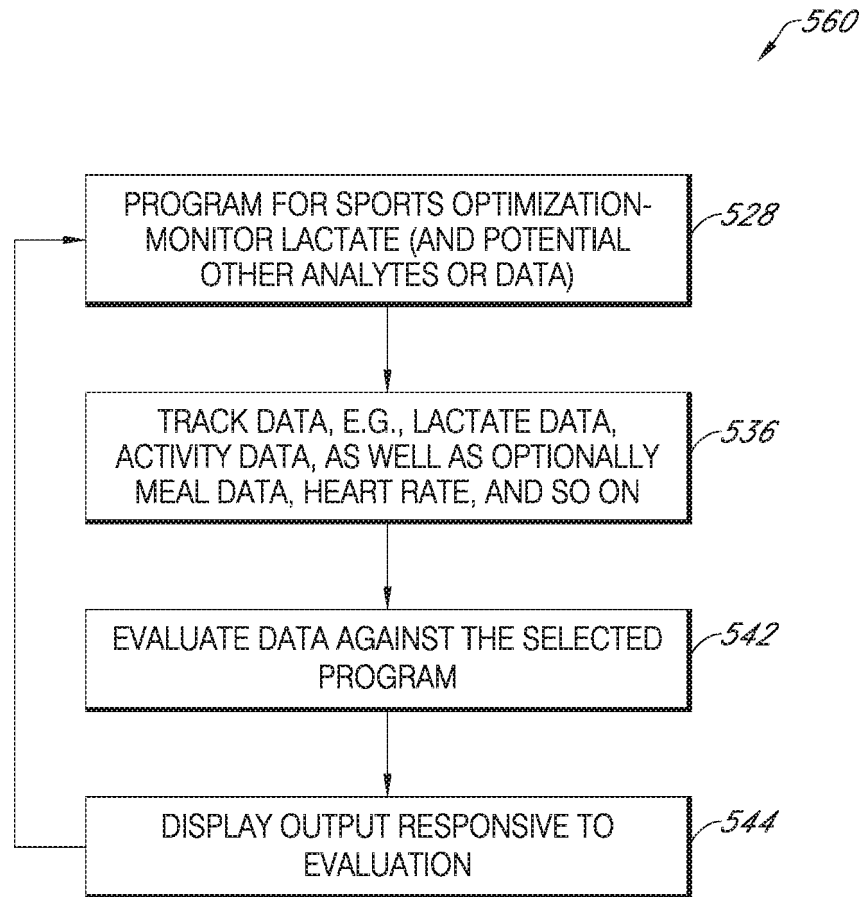 560
PROGRAM FOR SPORTS OPTIMIZATION-
MONITOR LACTATE (AND POTENTIAL
OTHER ANALYTES OR DATA)
528
TRACK DATA, E.G., LACTATE DATA,
ACTIVITY DATA, AS WELL AS OPTIONALLY
MEAL DATA, HEART RATE, AND SO ON
536
EVALUATE DATA AGAINST THE SELECTED
PROGRAM
542
DISPLAY OUTPUT RESPONSIVE TO
EVALUATION
544